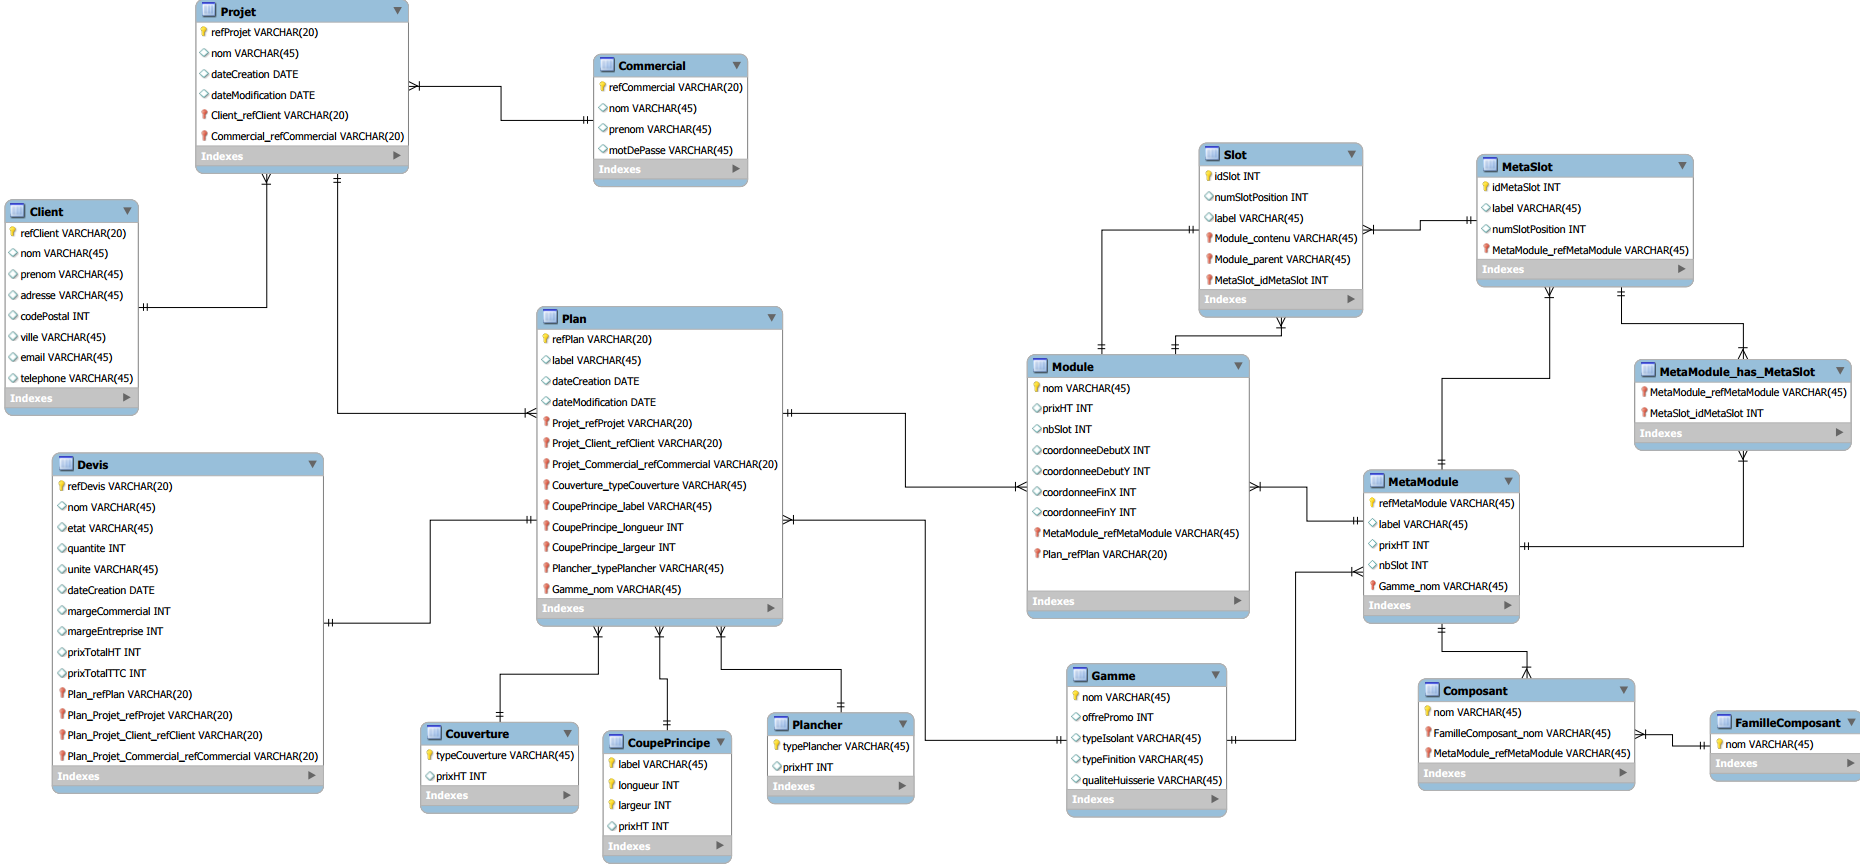 Projet
refProjet VARCHAR(20)
nom VARCHAR(45)
dateCreation DATE
dateModification DATE
Client_refClient VARCHAR(20)
Commercial_refCommercial VARCHAR(20)
Indexes
Commercial
refCommercial VARCHAR(20)
nom VARCHAR(45)
prenom VARCHAR(45)
motDePasse VARCHAR(45)
Indexes
Client
refClient VARCHAR(20)
nom VARCHAR(45)
prenom VARCHAR(45)
adresse VARCHAR(45)
codePostal INT
ville VARCHAR(45)
email VARCHAR(45)
telephone VARCHAR(45)
Indexes
Slot
idSlot INT
numSlotPosition INT
label VARCHAR(45)
Module_contenu VARCHAR(45)
Module_parent VARCHAR(45)
MetaSlot_idMetaSlot INT
Indexes
MetaSlot
idMetaSlot INT
label VARCHAR(45)
numSlotPosition INT
MetaModule_refMetaModule VARCHAR(45)
Indexes
Plan
refPlan VARCHAR(20)
label VARCHAR(45)
dateCreation DATE
dateModification DATE
Projet_refProjet VARCHAR(20)
Projet_Client_refClient VARCHAR(20)
Projet_Commercial_refCommercial VARCHAR(20)
Couverture_typeCouverture VARCHAR(45)
CoupePrincipe_label VARCHAR(45)
CoupePrincipe_longueur INT
CoupePrincipe_largeur INT
Plancher_typePlancher VARCHAR(45)
Gamme_nom VARCHAR(45)
Indexes
Module
nom VARCHAR(45)
prixHT INT
nbSlot INT
coordonneeDebutX INT
coordonneeDebutY INT
coordonneeFinX INT
coordonneeFinY INT
MetaModule_refMetaModule VARCHAR(45)
Plan_refPlan VARCHAR(20)
Indexes
MetaModule_has_MetaSlot
MetaModule_refMetaModule VARCHAR(45)
MetaSlot_idMetaSlot INT
Indexes
Devis
refDevis VARCHAR(20)
nom VARCHAR(45)
etat VARCHAR(45)
quantite INT
unite VARCHAR(45)
dateCreation DATE
margeCommercial INT
margeEntreprise INT
prixTotalHT INT
prixTotalTTC INT
Plan_refPlan VARCHAR(20)
Plan_Projet_refProjet VARCHAR(20)
Plan_Projet_Client_refClient VARCHAR(20)
Plan_Projet_Commercial_refCommercial VARCHAR(20)
Indexes
MetaModule
refMetaModule VARCHAR(45)
label VARCHAR(45)
prixHT INT
nbSlot INT
Gamme_nom VARCHAR(45)
Indexes
Couverture
typeCouverture VARCHAR(45)
prixHT INT
Indexes
CoupePrincipe
label VARCHAR(45)
longueur INT
largeur INT
prixHT INT
Indexes
Plancher
typePlancher VARCHAR(45)
prixHT INT
Indexes
Gamme
nom VARCHAR(45)
offrePromo INT
typeIsolant VARCHAR(45)
typeFinition VARCHAR(45)
qualiteHuisserie VARCHAR(45)
Indexes
Composant
nom VARCHAR(45)
FamilleComposant_nom VARCHAR(45)
MetaModule_refMetaModule VARCHAR(45)
Indexes
FamilleComposant
nom VARCHAR(45)
Indexes